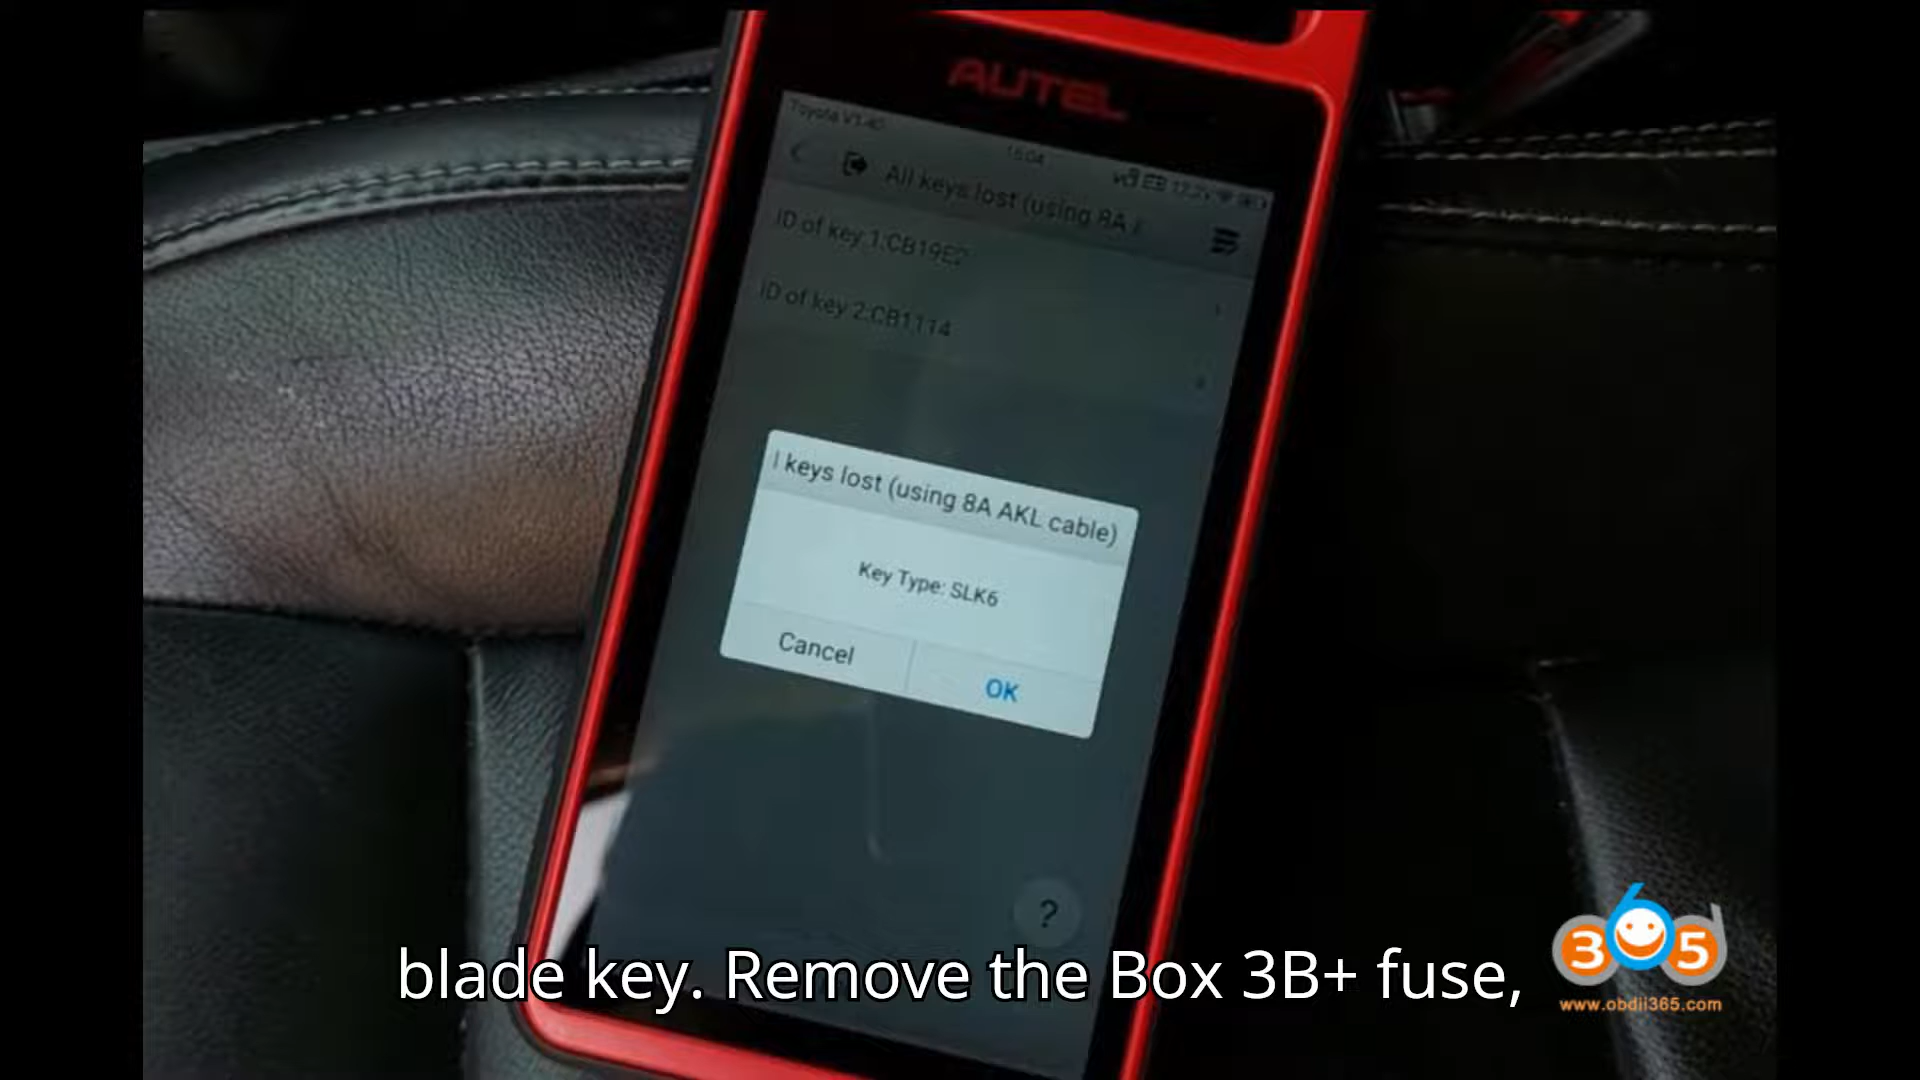 AUTEL
Toyota V1.40
15:04
All keys lost (using 8A
ID of key 1:CB19E2
ID of key 2:CB1114
l keys lost (using 8A AKL cable)
Key Type: SLK6
Cancel
OK
?
blade key. Remove the Box 3B+ fuse,
365
www.obdii365.com